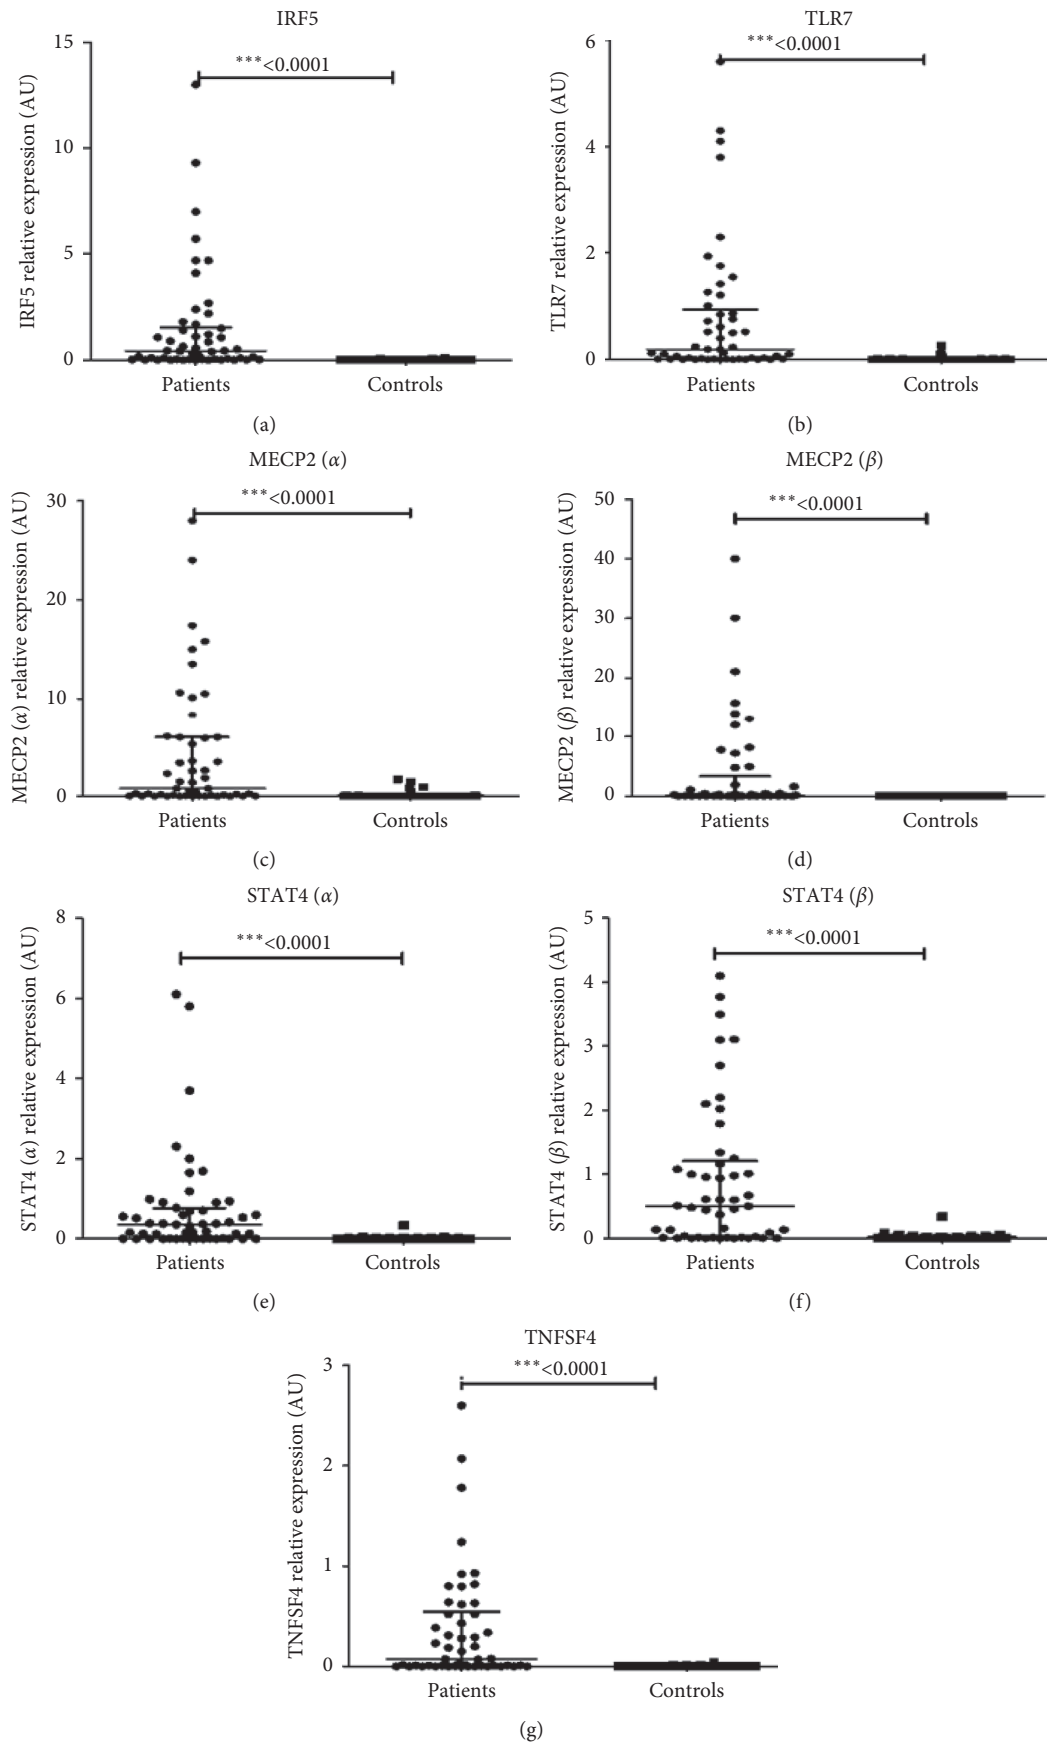 IRF5
IRF5 relative expression (AU)
15
10
5
0
***<0.0001
Patients
Controls
(a)
TLR7
TLR7 relative expression (AU)
6
4
2
0
***<0.0001
Patients
Controls
(b)
MECP2 (α)
MECP2 (α) relative expression (AU)
30
20
10
0
***<0.0001
Patients
Controls
(c)
MECP2 (β)
MECP2 (β) relative expression (AU)
50
40
30
20
10
0
***<0.0001
Patients
Controls
(d)
STAT4 (α)
STAT4 (α) relative expression (AU)
8
6
4
2
0
***<0.0001
Patients
Controls
(e)
STAT4 (β)
STAT4 (β) relative expression (AU)
5
4
3
2
1
0
***<0.0001
Patients
Controls
(f)
TNFSF4
TNFSF4 relative expression (AU)
3
2
1
0
***<0.0001
Patients
Controls
(g)